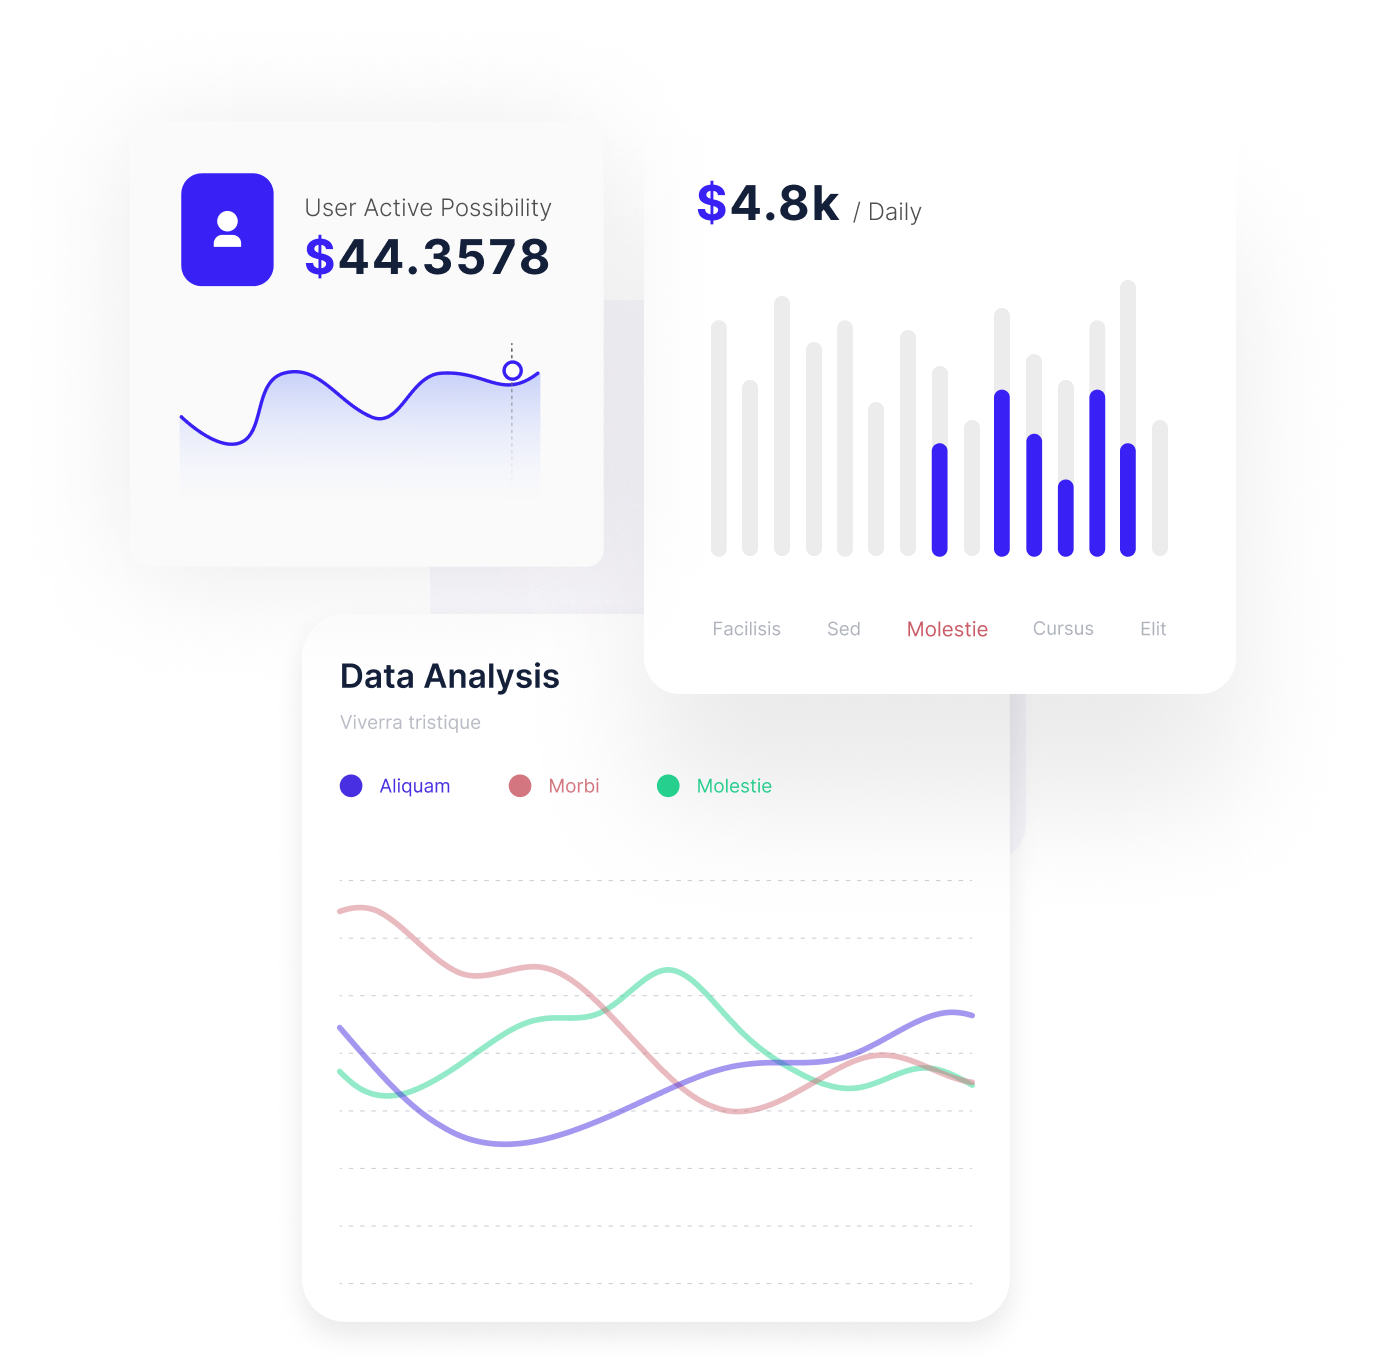 User Active Possibility
$44.3578
$4.8k / Daily
Facilisis Sed Molestie Cursus Elit
Data Analysis
Viverra tristique
Aliquam Morbi Molestie